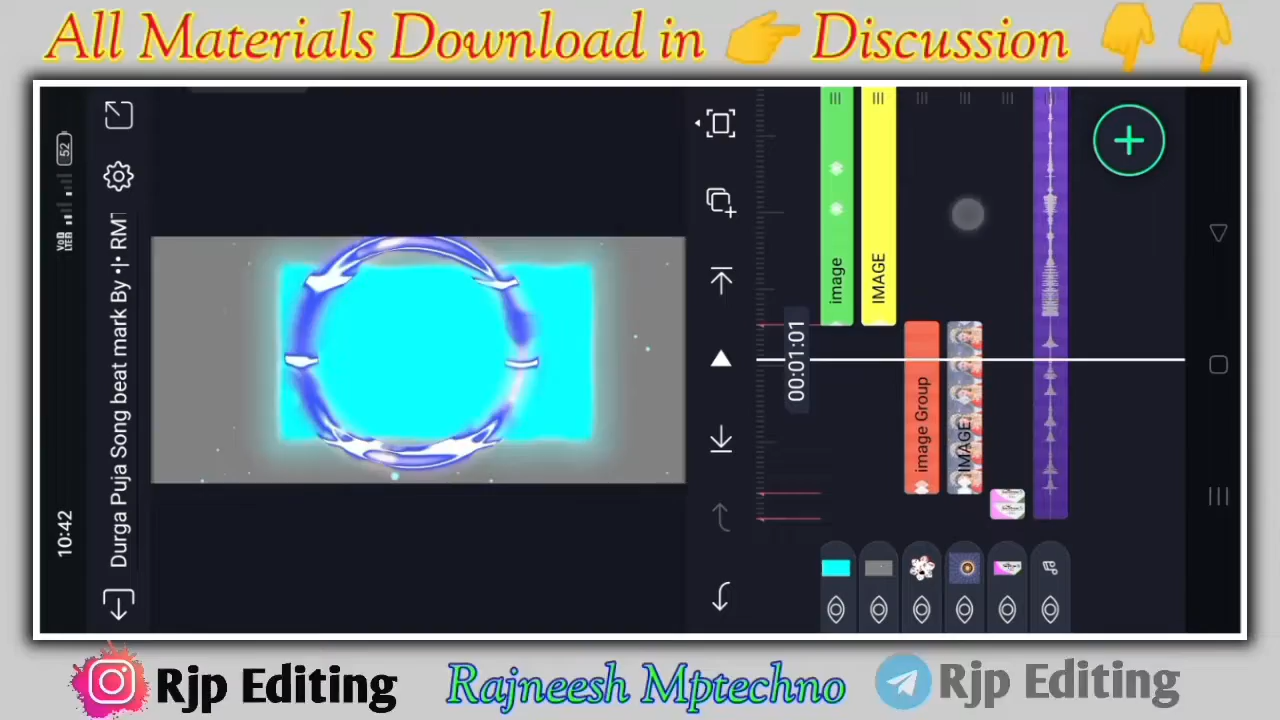 All Materials Download in 👉 Discussion 👇👇
10:42
52
Durga Puja Song beat mark By •|• RM
00:01:01
image
IMAGE
image Group
IMAGE
Rjp Editing
Rajneesh Mptechno
Rjp Editing